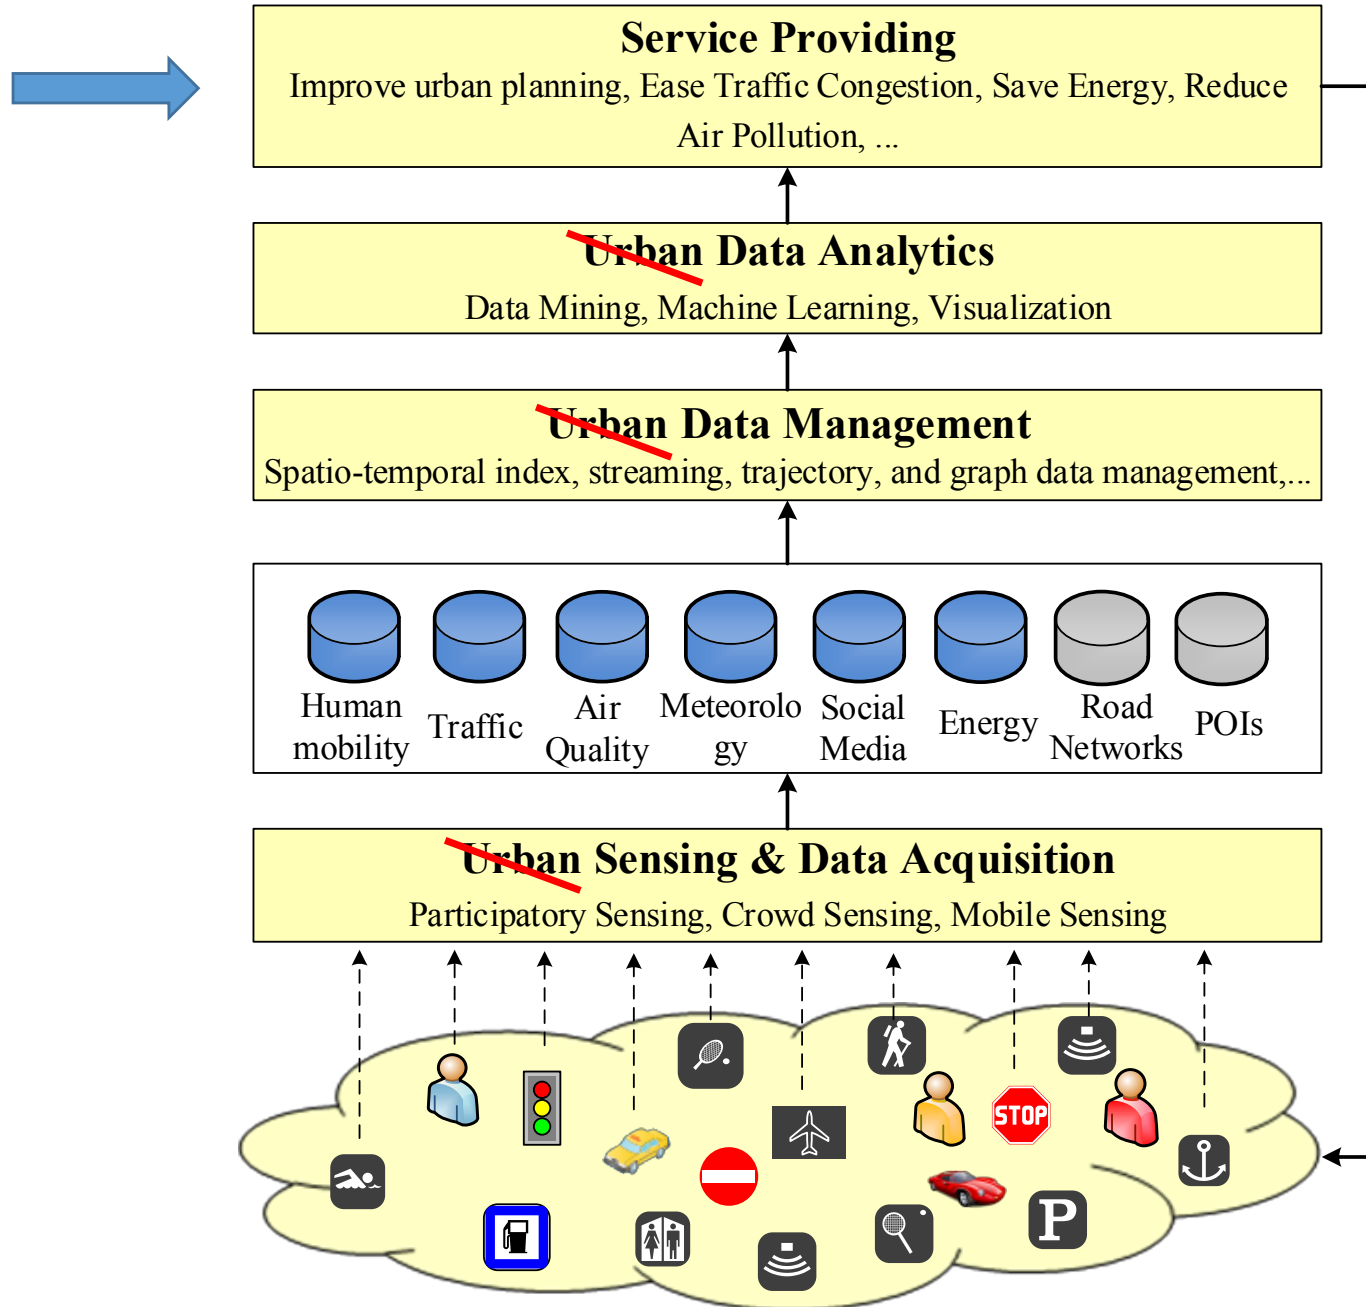 Service Providing
Improve urban planning, Ease Traffic Congestion, Save Energy, Reduce
Air Pollution, ...
Urban Data Analytics
Data Mining, Machine Learning, Visualization
Urban Data Management
Spatio-temporal index, streaming, trajectory, and graph data management,...
Human
mobility
Traffic
Air
Quality
Meteorolo
gy
Social
Media
Energy
Road
Networks
POIs
Urban Sensing & Data Acquisition
Participatory Sensing, Crowd Sensing, Mobile Sensing
STOP
P